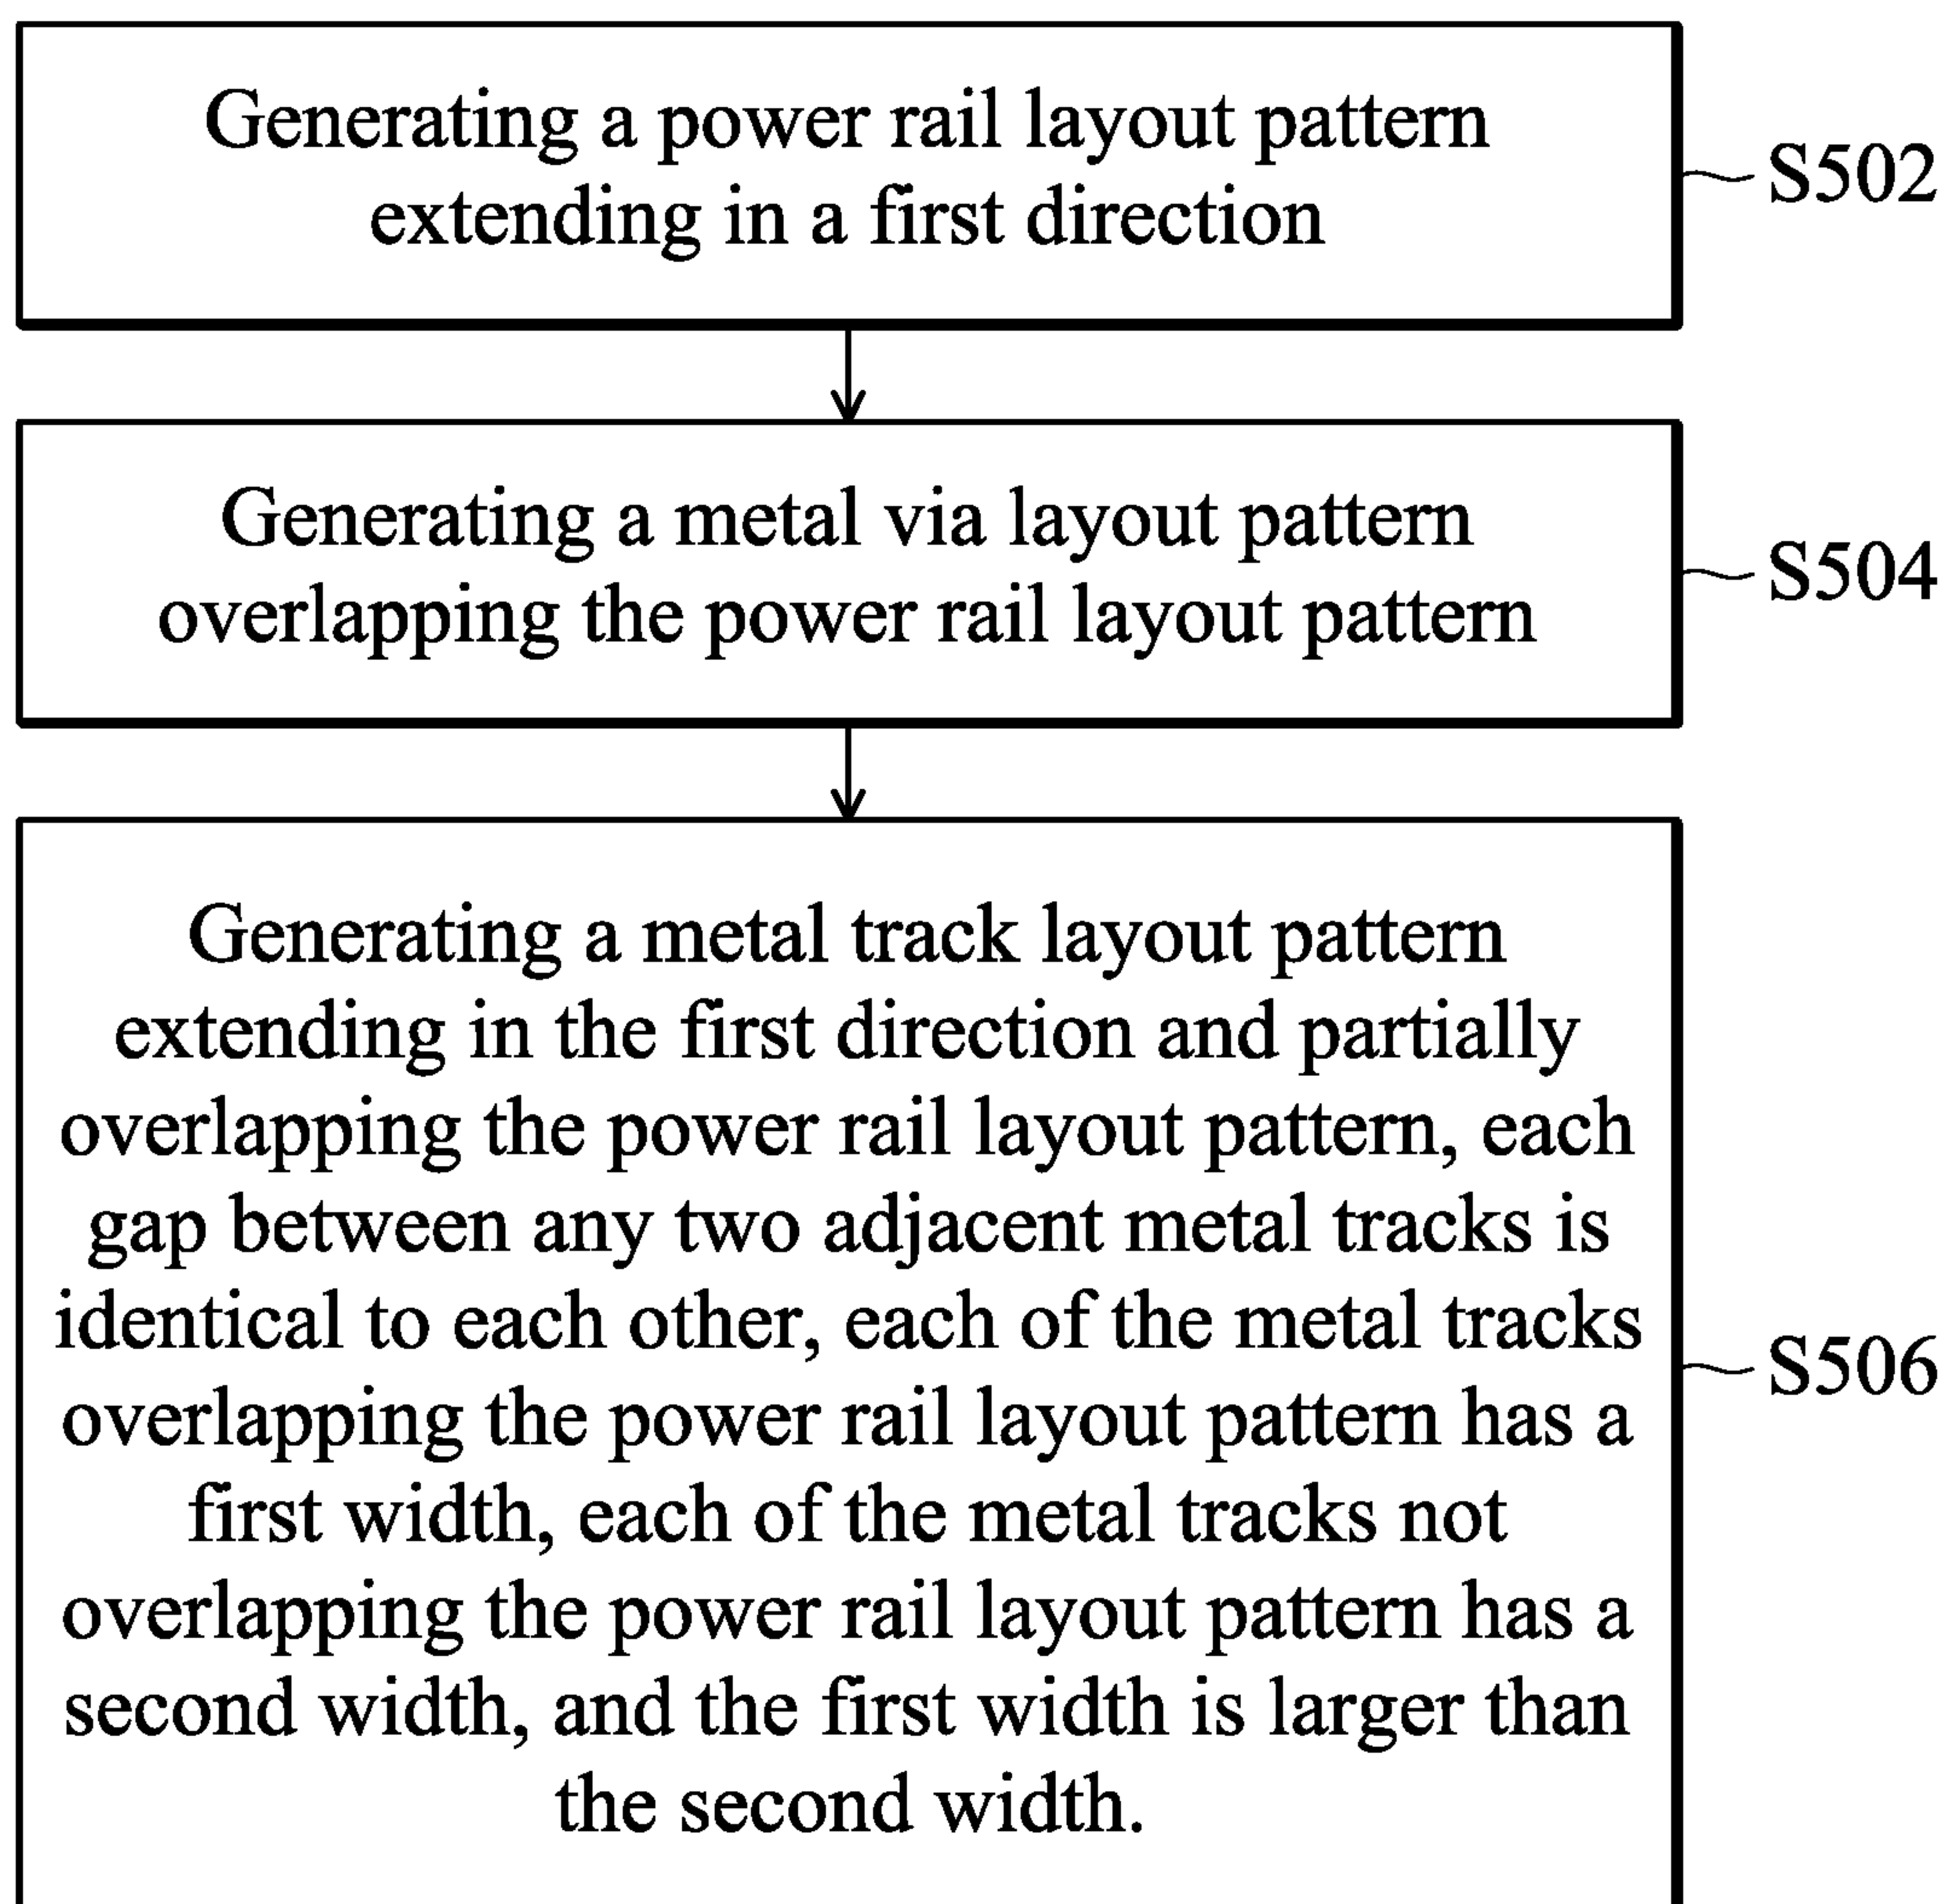 Generating a power rail layout pattern
extending in a first direction
S502
Generating a metal via layout pattern
overlapping the power rail layout pattern
S504
Generating a metal track layout pattern
extending in the first direction and partially
overlapping the power rail layout pattern, each
gap between any two adjacent metal tracks is
identical to each other, each of the metal tracks
overlapping the power rail layout pattern has a
first width, each of the metal tracks not
overlapping the power rail layout pattern has a
second width, and the first width is larger than
the second width.
S506